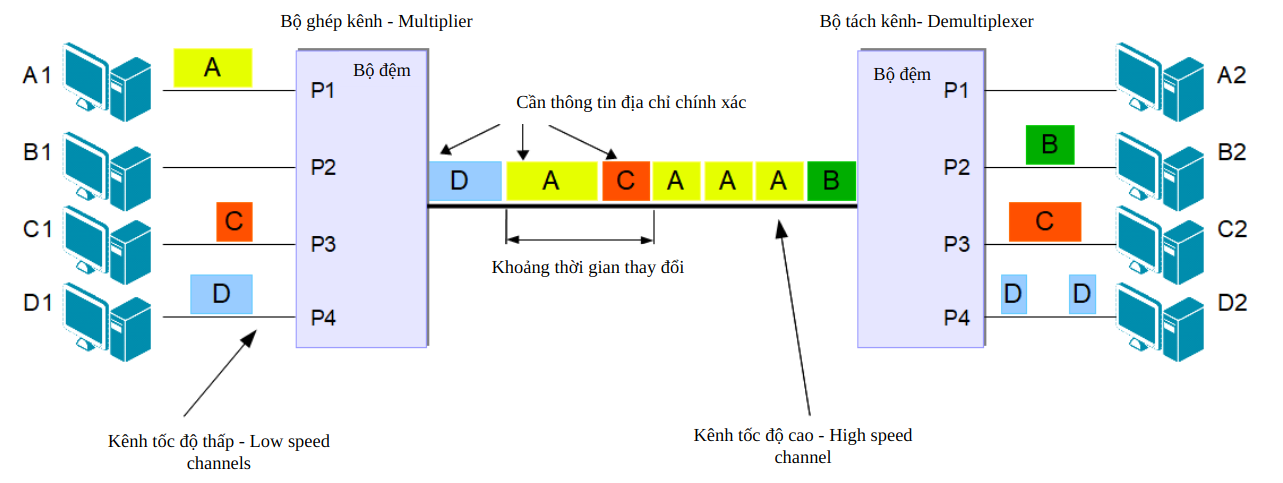 Bộ ghép kênh - Multiplier
Bộ tách kênh- Demultiplexer
A1
A
Bộ đệm
P1
Cần thông tin địa chỉ chính xác
Bộ đệm
P1
A2
B1
P2
D
A
C
A
A
A
B
P2
B
B2
C1
C
P3
Khoảng thời gian thay đổi
P3
C
C2
D1
D
P4
P4
D
D
D2
Kênh tốc độ thấp - Low speed
channels
Kênh tốc độ cao - High speed
channel